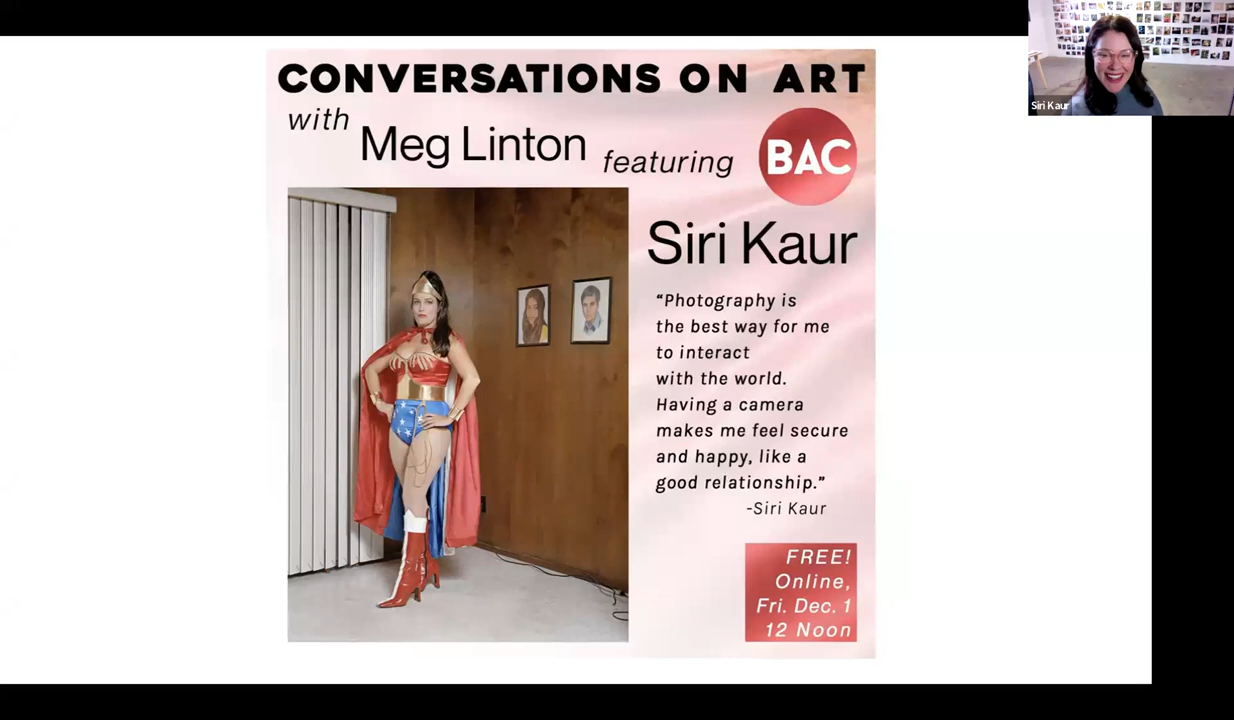 CONVERSATIONS ON ART
with Meg Linton featuring BAC
Siri Kaur
“Photography is
the best way for me
to interact
with the world.
Having a camera
makes me feel secure
and happy, like a
good relationship.”
-Siri Kaur
FREE!
Online,
Fri. Dec. 1
12 Noon
Siri Kaur